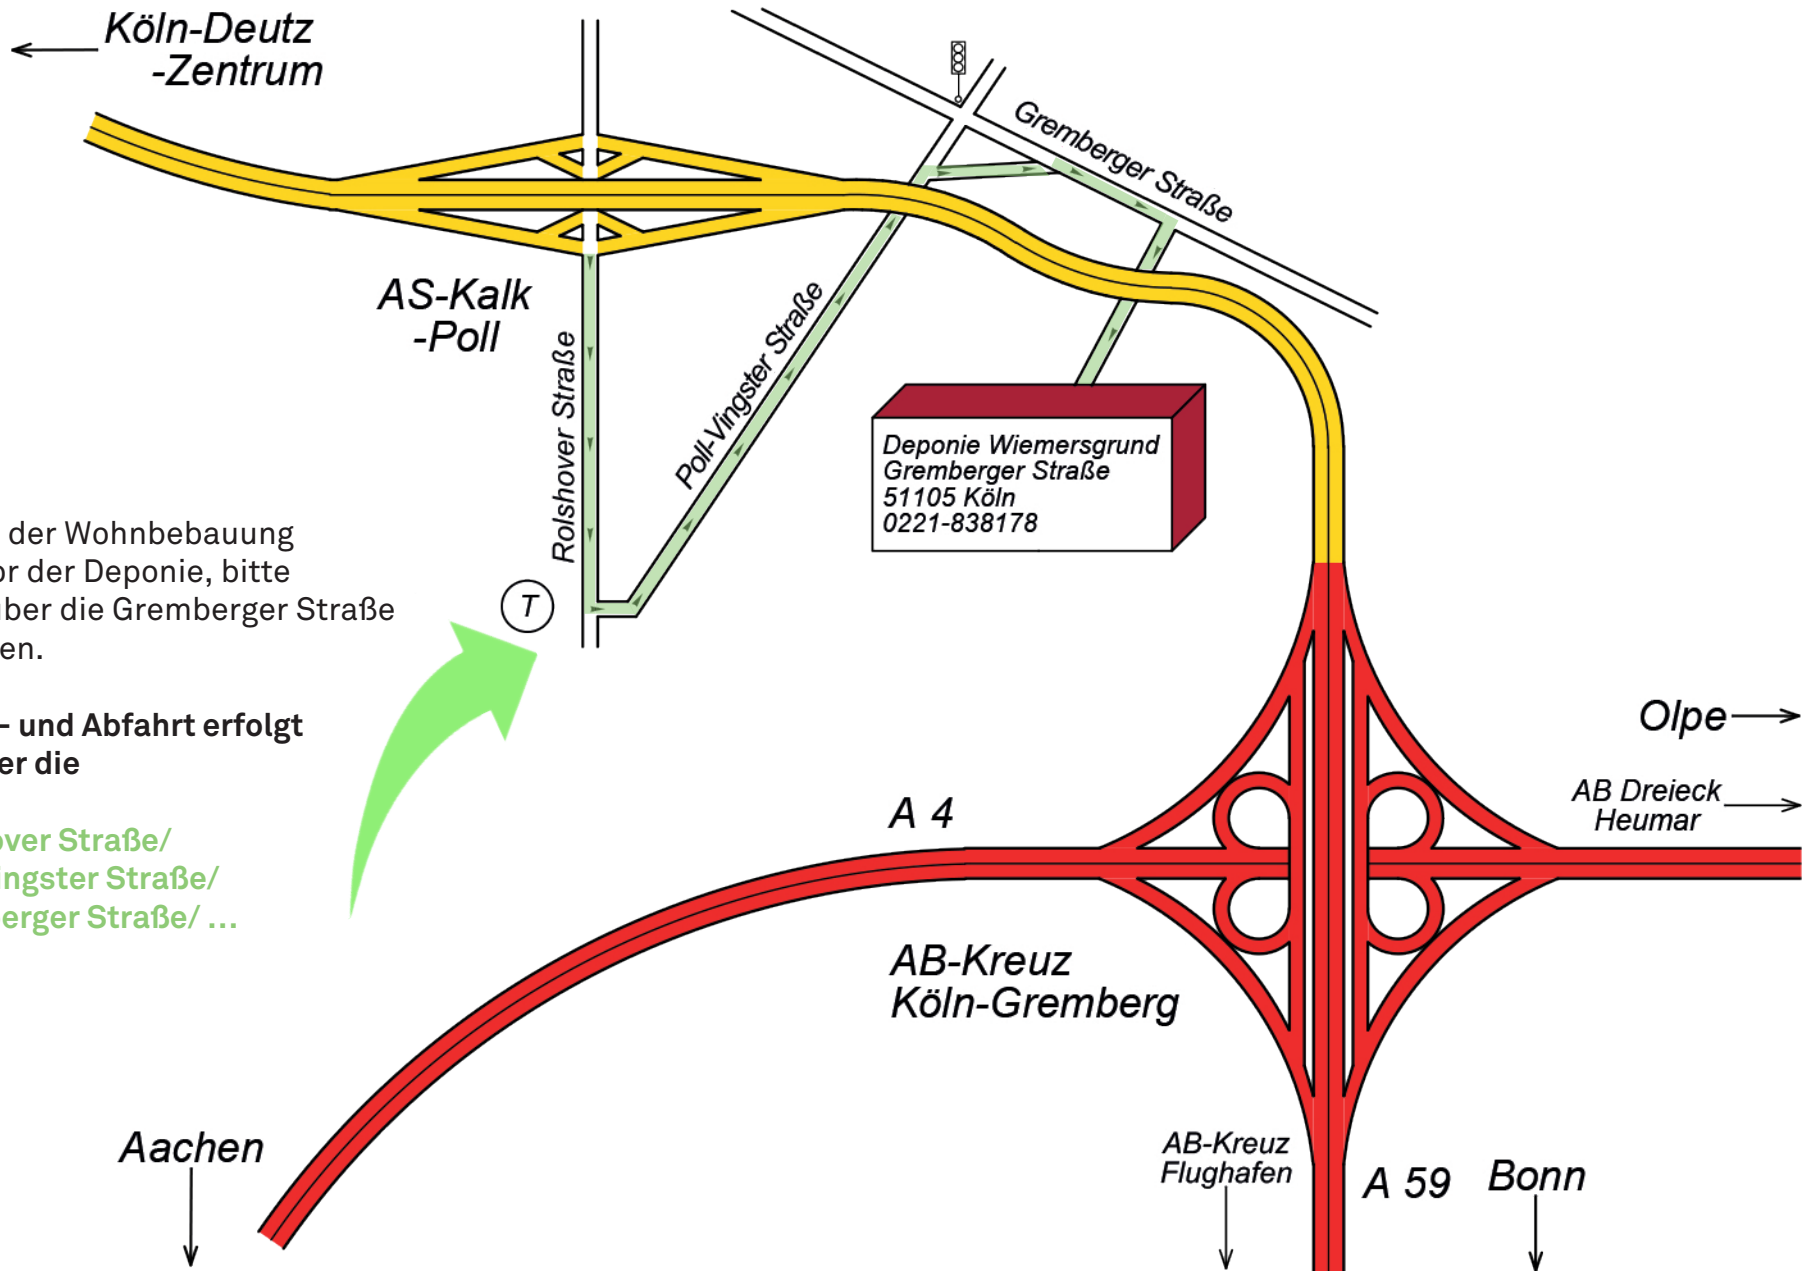 Köln-Deutz
-Zentrum
Gremberger Straße
AS-Kalk
-Poll
Rolshover Straße
Poll-Vingster Straße
Deponie Wiemersgrund
Gremberger Straße
51105 Köln
0221-838178
der Wohnbebauung
or der Deponie, bitte
über die Gremberger Straße
en.
T
- und Abfahrt erfolgt
er die
over Straße/
ingster Straße/
erger Straße/ ...
Olpe
AB Dreieck
Heumar
A 4
AB-Kreuz
Köln-Gremberg
Aachen
AB-Kreuz
Flughafen
A 59
Bonn